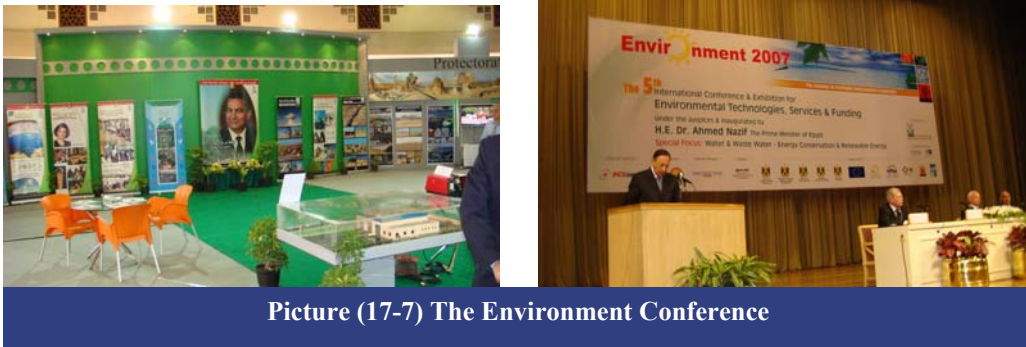 Protectorat
Envir nment 2007
The 5th
International Conference & Exhibition for
Environmental Technologies, Services & Funding
under the auspices & inaugurated by
H.E. Dr. Ahmed Nazif The Prime Minister of Egypt
Special Focus: Water & Waste Water - Energy Conservation & Renewable Energy
Picture (17-7) The Environment Conference